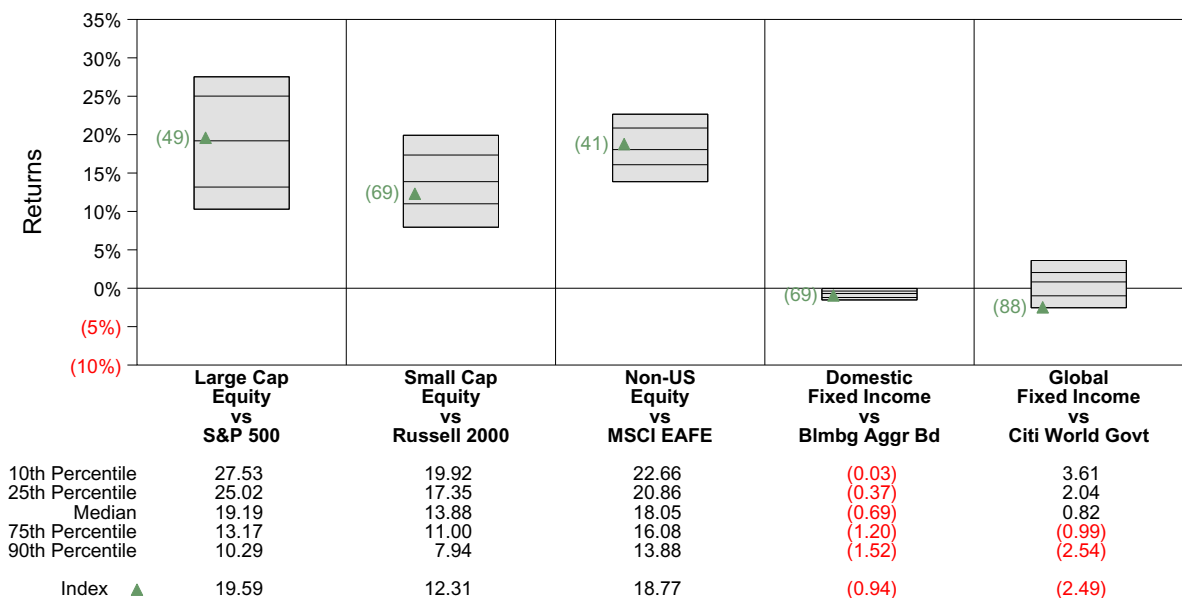 35%
30%
25%
20%
15%
10%
5%
0%
(5%)
(10%)
Returns
(49)
(69)
(41)
(69)
(88)
Large Cap
Equity
vs
S&P 500
Small Cap
Equity
vs
Russell 2000
Non-US
Equity
vs
MSCI EAFE
Domestic
Fixed Income
vs
Blmbg Aggr Bd
Global
Fixed Income
vs
Citi World Govt
10th Percentile 27.53 19.92 22.66 (0.03) 3.61
25th Percentile 25.02 17.35 20.86 (0.37) 2.04
Median 19.19 13.88 18.05 (0.69) 0.82
75th Percentile 13.17 11.00 16.08 (1.20) (0.99)
90th Percentile 10.29 7.94 13.88 (1.52) (2.54)
Index 19.59 12.31 18.77 (0.94) (2.49)